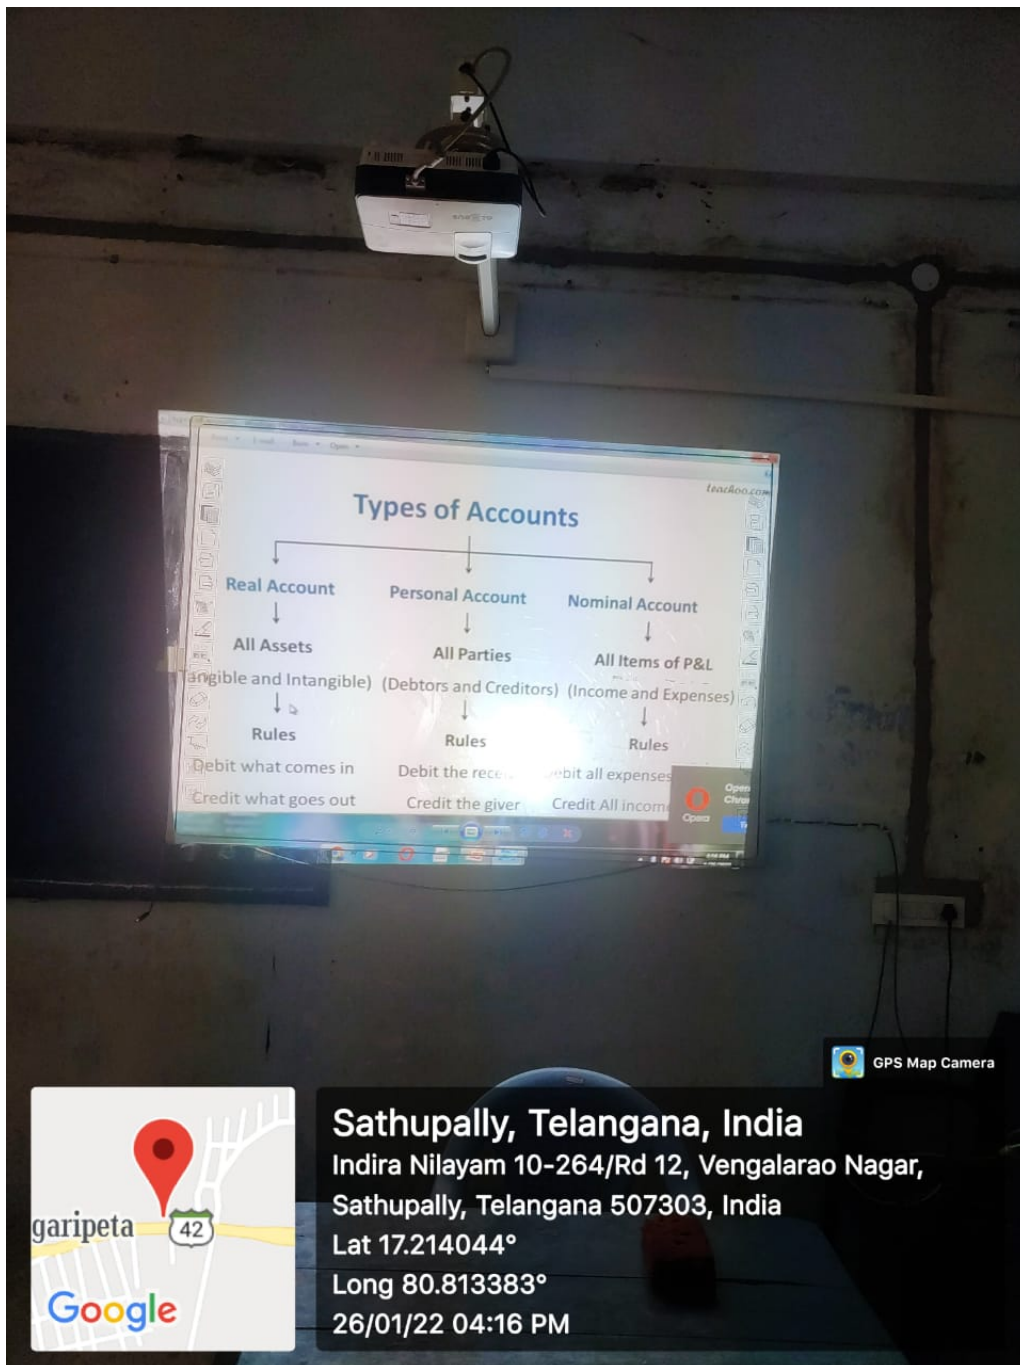 teachoo.com
Types of Accounts
Real Account Personal Account Nominal Account
All Assets All Parties All Items of P&L
angible and Intangible) (Debtors and Creditors) (Income and Expenses)
Rules Rules Rules
Debit what comes in Debit the rece ebit all expenses
Credit what goes out Credit the giver Credit All incom
Open
Chro
Opera
GPS Map Camera
Sathupally, Telangana, India
Indira Nilayam 10-264/Rd 12, Vengalarao Nagar,
Sathupally, Telangana 507303, India
Lat 17.214044°
Long 80.813383°
26/01/22 04:16 PM
garipeta
42
Google